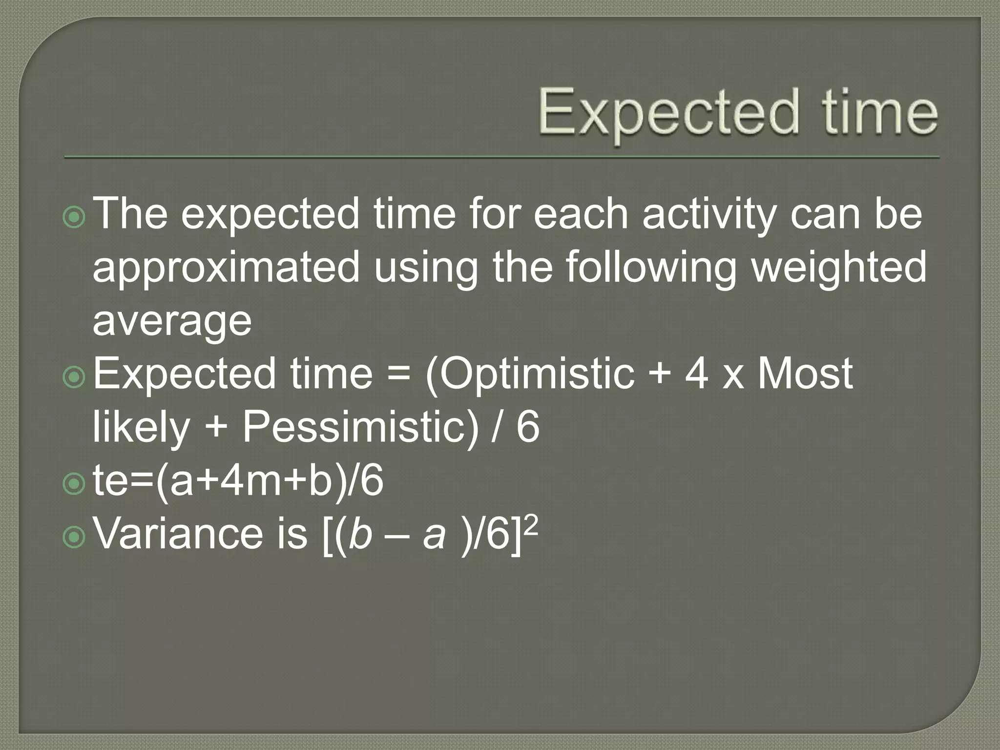 Expected time
The expected time for each activity can be
approximated using the following weighted
average
Expected time = (Optimistic + 4 x Most
likely + Pessimistic) / 6
te=(a+4m+b)/6
Variance is [(b – a )/6]²